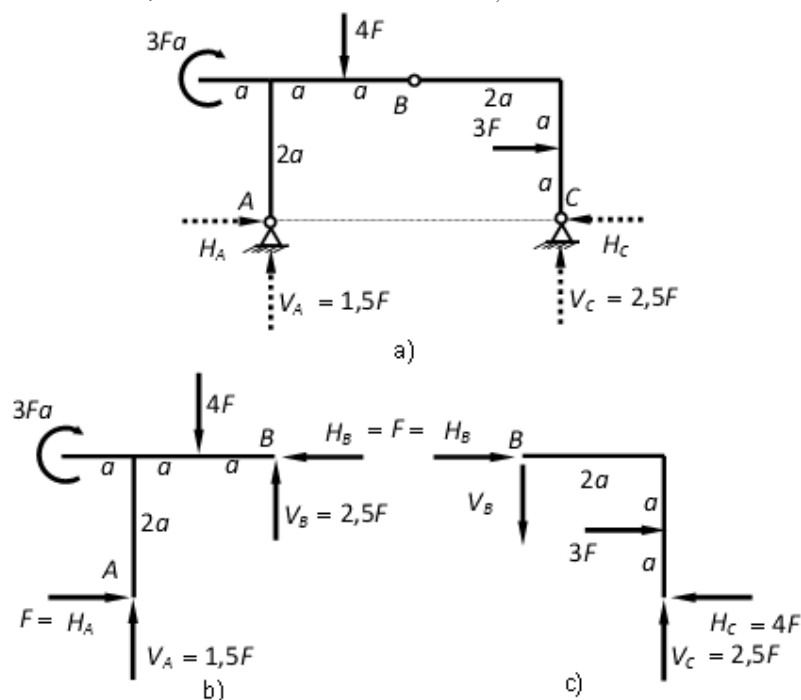 3Fa
4F
a a a B 2a
3F a
2a
a
A C
H_A H_C
V_A = 1,5F V_C = 2,5F
a)
3Fa 4F
B H_B = F = H_B B
a a a 2a
V_B = 2,5F V_B a
2a 3F
a
A
F = H_A H_C = 4F
V_A = 1,5F V_C = 2,5F
b) c)